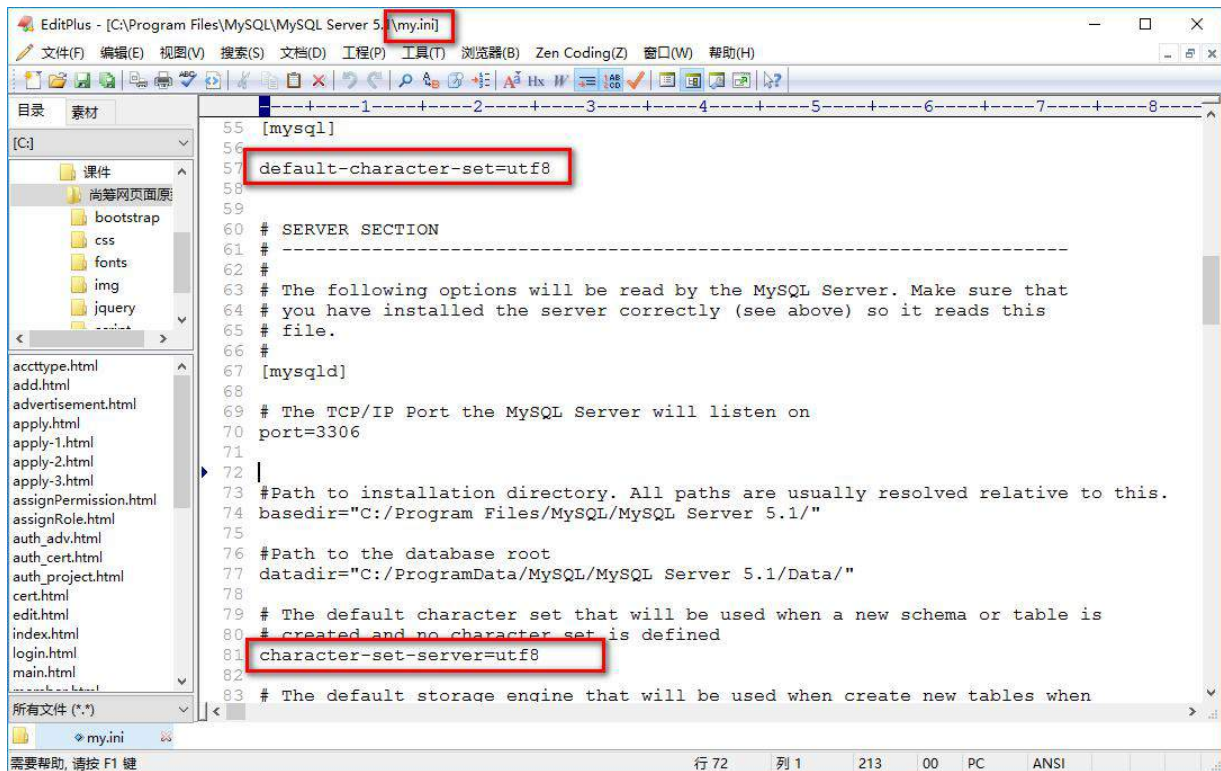 EditPlus - [C:\Program Files\MySQL\MySQL Server 5.1\my.ini]
文件(F) 编辑(E) 视图(V) 搜索(S) 文档(D) 工程(P) 工具(T) 浏览器(B) Zen Coding(Z) 窗口(W) 帮助(H)
目录 素材
[C:]
课件
尚筹网页面原
bootstrap
css
fonts
img
jquery
script
accttype.html
add.html
advertisement.html
apply.html
apply-1.html
apply-2.html
apply-3.html
assignPermission.html
assignRole.html
auth_adv.html
auth_cert.html
auth_project.html
cert.html
edit.html
index.html
login.html
main.html
member.html
所有文件 (*.*)
----+----1----+----2----+----3----+----4----+----5----+----6----+----7----+----8----
55 [mysql]
56
57 default-character-set=utf8
58
59
60 # SERVER SECTION
61 # ----------------------------------------------------------------------
62 #
63 # The following options will be read by the MySQL Server. Make sure that
64 # you have installed the server correctly (see above) so it reads this
65 # file.
66 #
67 [mysqld]
68
69 # The TCP/IP Port the MySQL Server will listen on
70 port=3306
71
72
73 #Path to installation directory. All paths are usually resolved relative to this.
74 basedir="C:/Program Files/MySQL/MySQL Server 5.1/"
75
76 #Path to the database root
77 datadir="C:/ProgramData/MySQL/MySQL Server 5.1/Data/"
78
79 # The default character set that will be used when a new schema or table is
80 # created and no character set is defined
81 character-set-server=utf8
82
83 # The default storage engine that will be used when create new tables when
my.ini
需要帮助, 请按 F1 键 行 72 列 1 213 00 PC ANSI